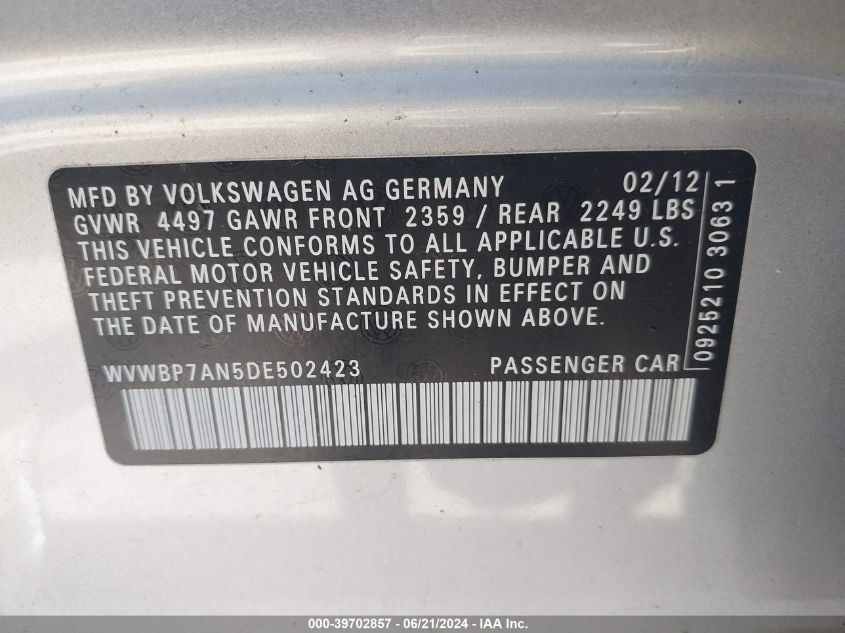 MFD BY VOLKSWAGEN AG GERMANY 02/12
GVWR 4497 GAWR FRONT 2359 / REAR 2249 LBS
THIS VEHICLE CONFORMS TO ALL APPLICABLE U.S.
FEDERAL MOTOR VEHICLE SAFETY, BUMPER AND
THEFT PREVENTION STANDARDS IN EFFECT ON
THE DATE OF MANUFACTURE SHOWN ABOVE.
WVWBP7AN5DE502423 PASSENGER CAR
0925210 3063 1
000-39702857 / 06/21/2024 / IAA Inc.